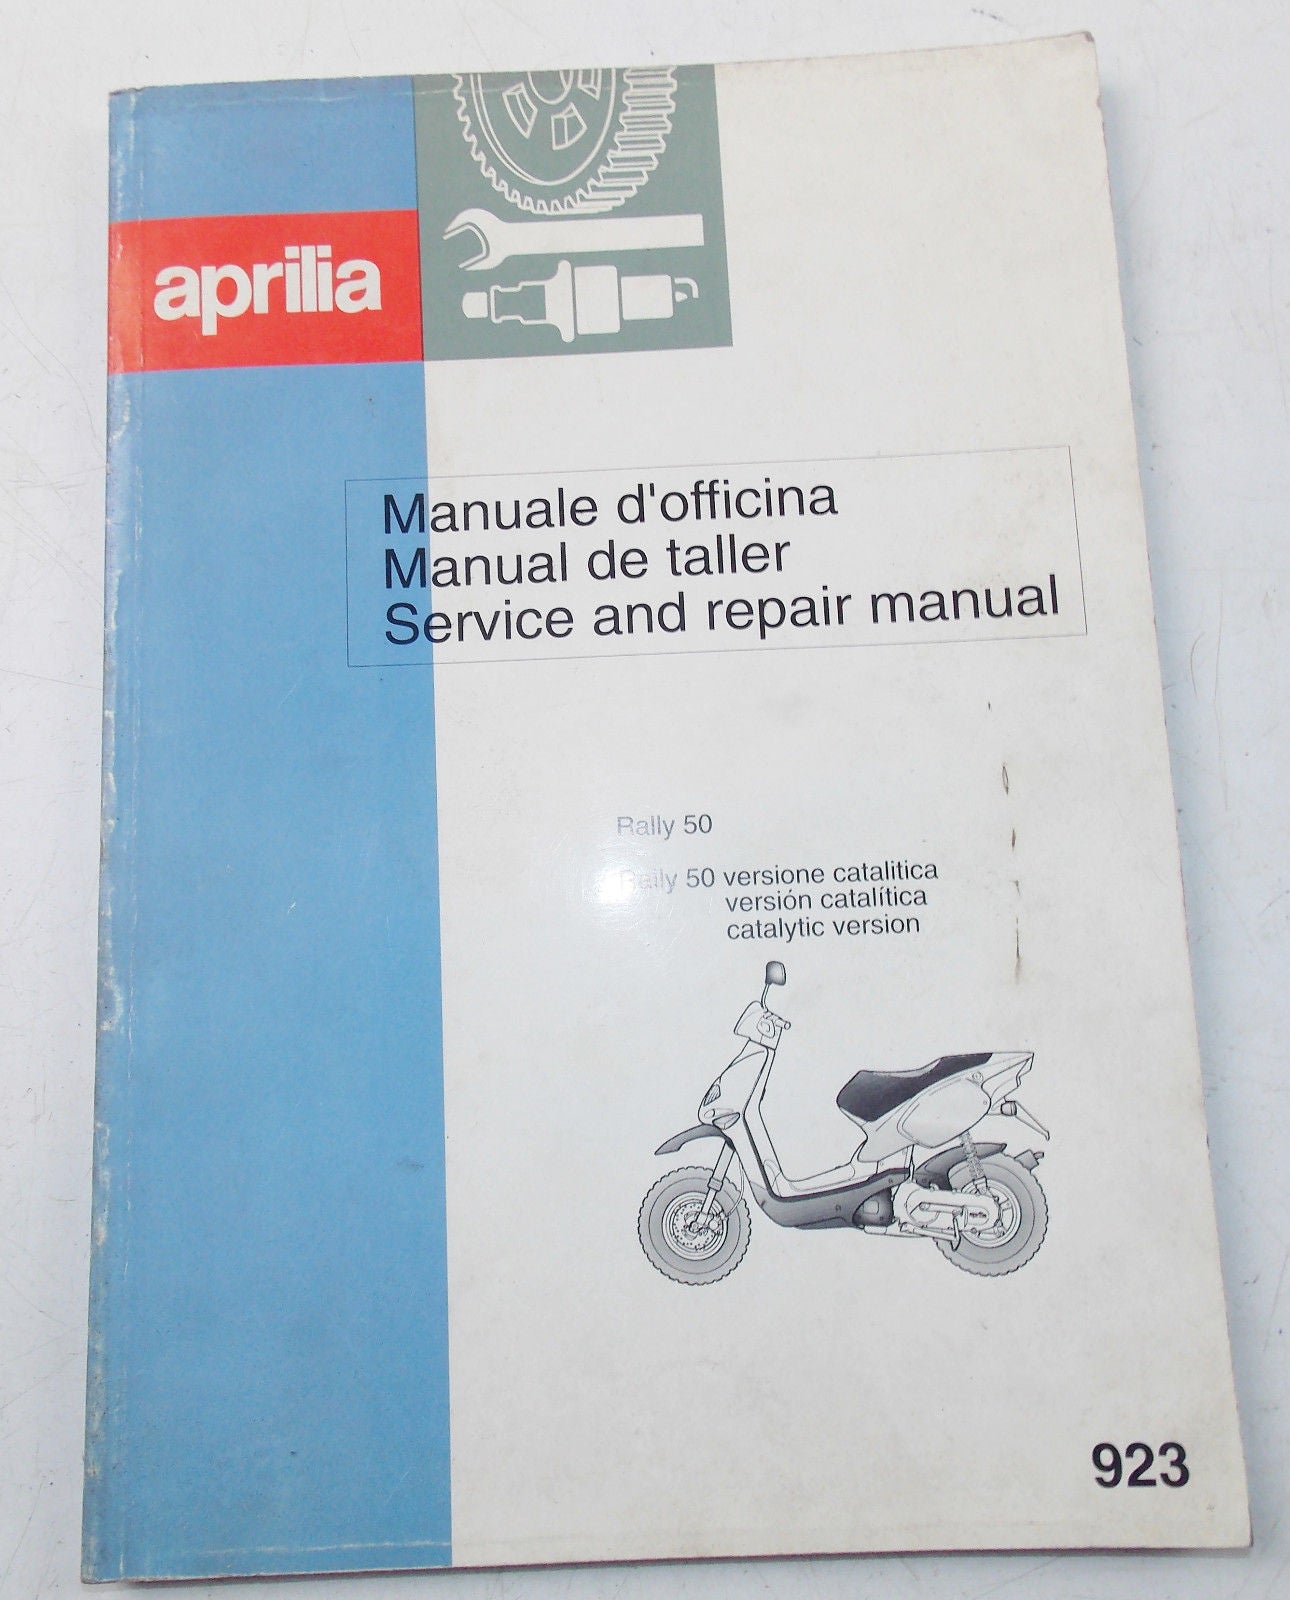 aprilia
Manuale d'officina
Manual de taller
Service and repair manual
Rally 50
Rally 50 versione catalitica
versión catalítica
catalytic version
923